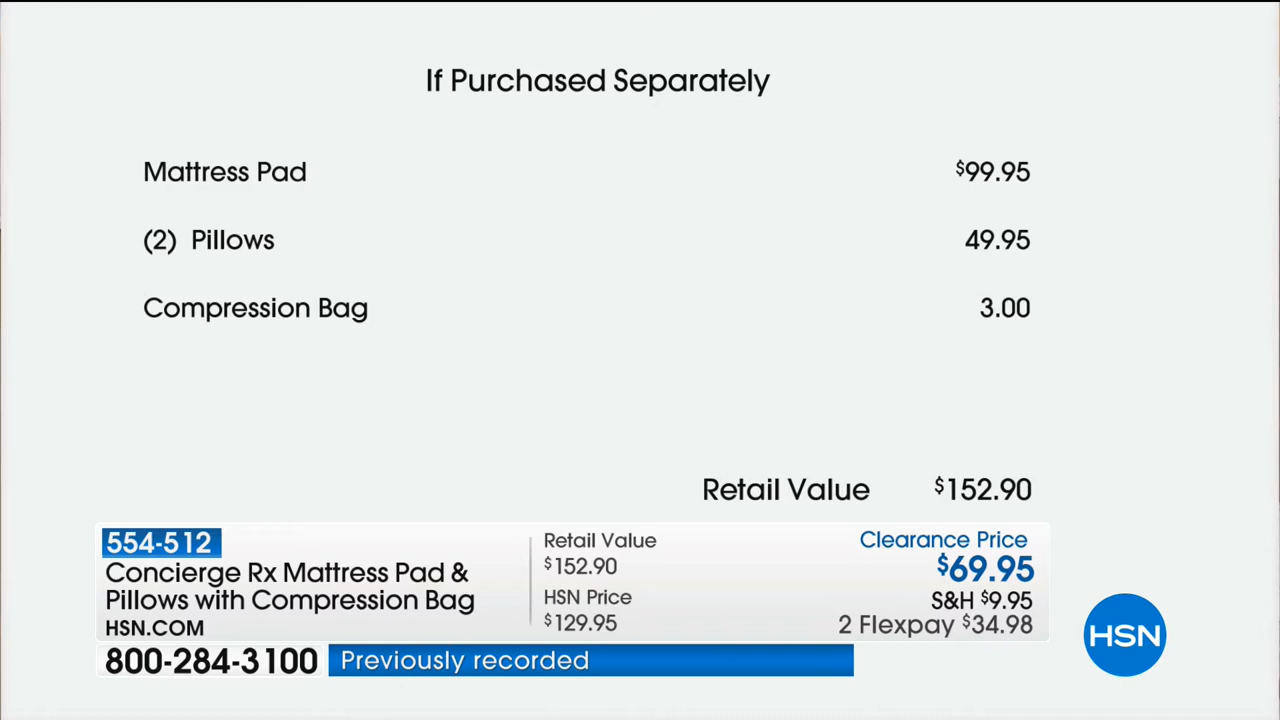 If Purchased Separately
Mattress Pad $99.95
(2) Pillows 49.95
Compression Bag 3.00
Retail Value $152.90
554-512
Concierge Rx Mattress Pad &
Pillows with Compression Bag
HSN.COM
Retail Value
$152.90
HSN Price
$129.95
Clearance Price
$69.95
S&H $9.95
2 Flexpay $34.98
800-284-3100
Previously recorded
HSN